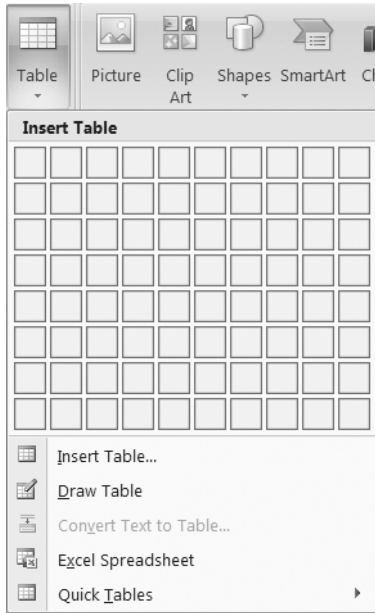 Table Picture Clip Art Shapes SmartArt Ch
Insert Table
Insert Table...
Draw Table
Convert Text to Table...
Excel Spreadsheet
Quick Tables